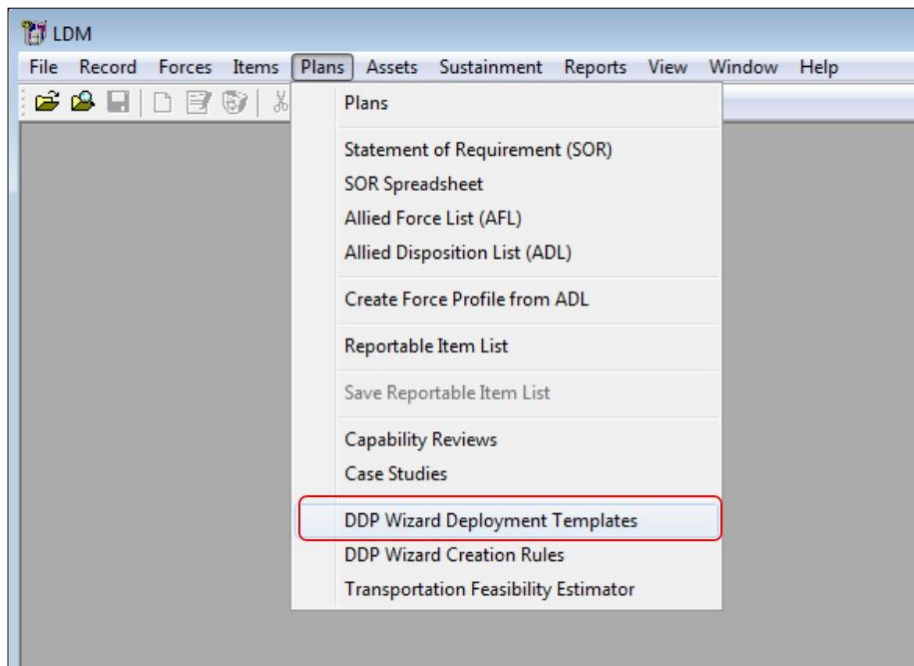 LDM
File Record Forces Items Plans Assets Sustainment Reports View Window Help
Plans
Statement of Requirement (SOR)
SOR Spreadsheet
Allied Force List (AFL)
Allied Disposition List (ADL)
Create Force Profile from ADL
Reportable Item List
Save Reportable Item List
Capability Reviews
Case Studies
DDP Wizard Deployment Templates
DDP Wizard Creation Rules
Transportation Feasibility Estimator